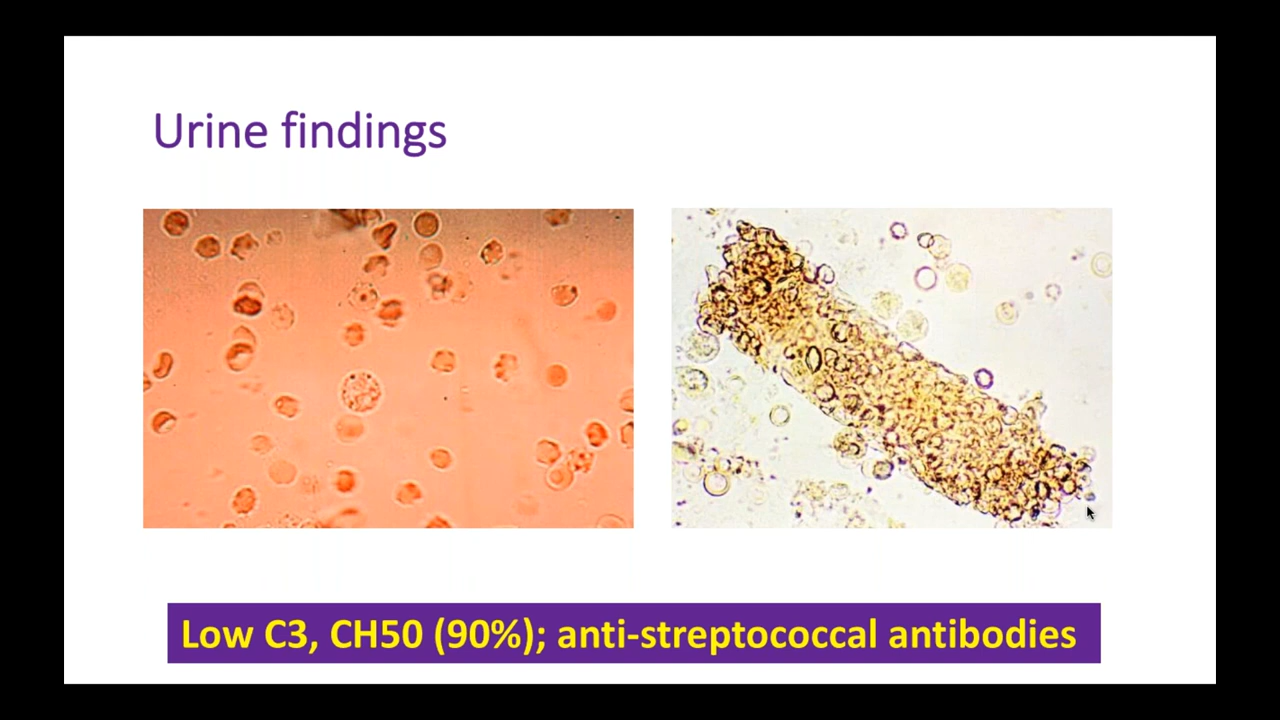 Urine findings
Low C3, CH50 (90%); anti-streptococcal antibodies